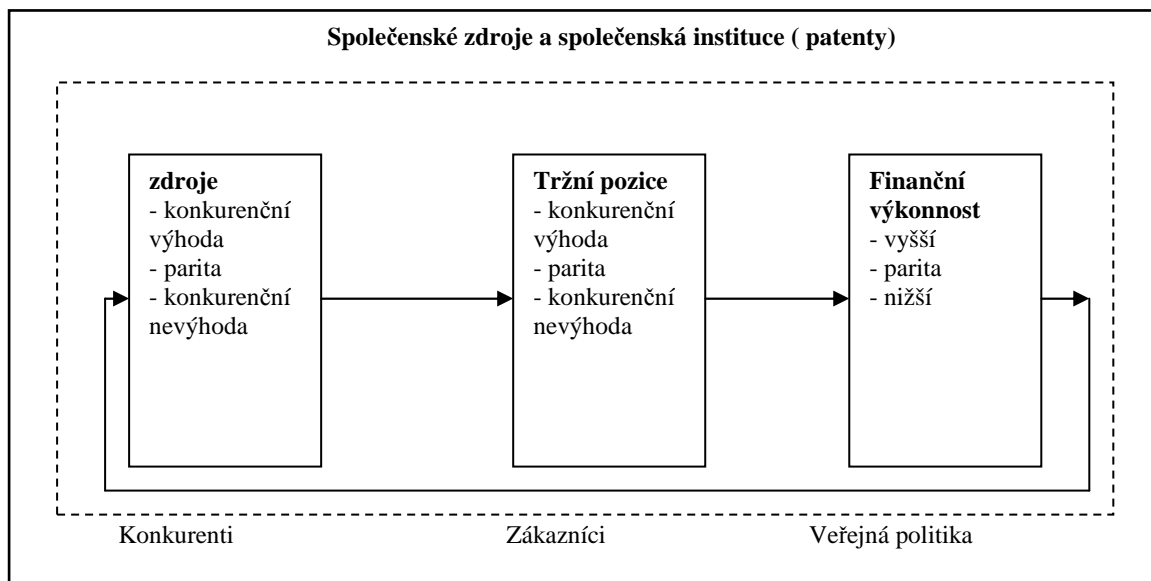 Společenské zdroje a společenská instituce ( patenty)
zdroje
- konkurenční
výhoda
- parita
- konkurenční
nevýhoda
Tržní pozice
- konkurenční
výhoda
- parita
- konkurenční
nevýhoda
Finanční
výkonnost
- vyšší
- parita
- nižší
Konkurenti
Zákazníci
Veřejná politika